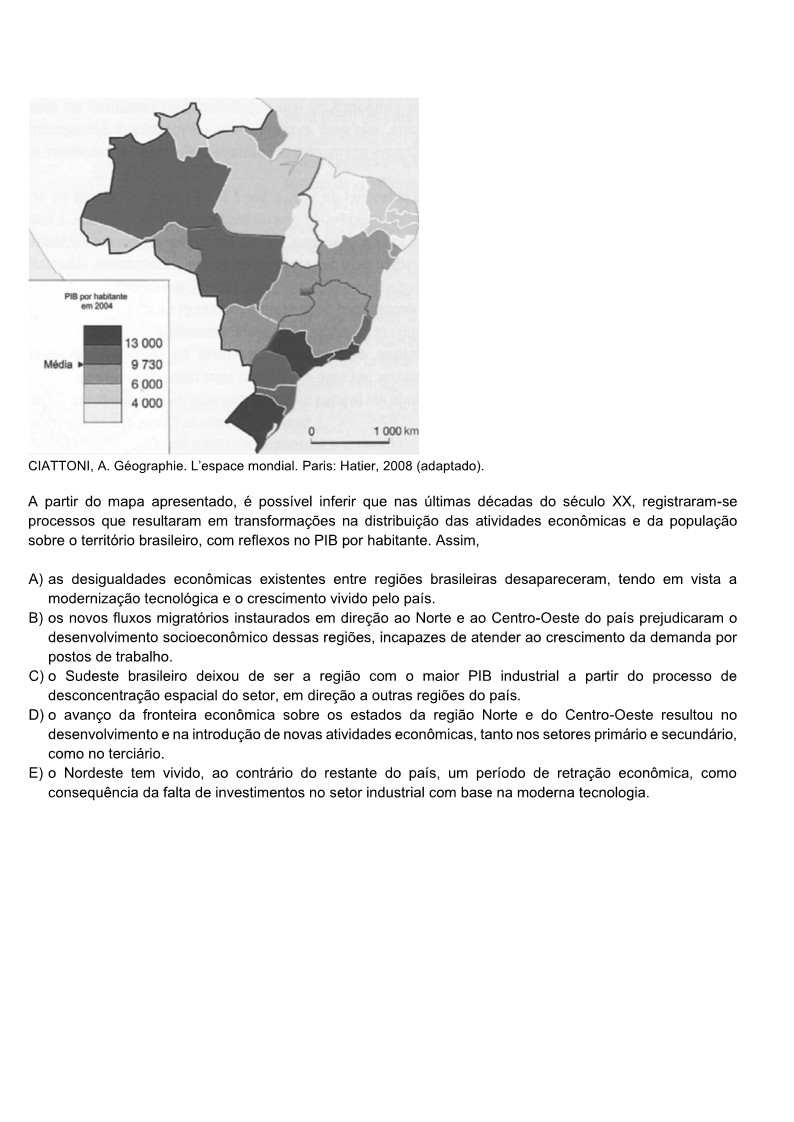 PIB por habitante
em 2004
13 000
Média
9 730
6 000
4 000
0 1 000 km
CIATTONI, A. Géographie. L’espace mondial. Paris: Hatier, 2008 (adaptado).
A partir do mapa apresentado, é possível inferir que nas últimas décadas do século XX, registraram-se
processos que resultaram em transformações na distribuição das atividades econômicas e da população
sobre o território brasileiro, com reflexos no PIB por habitante. Assim,
A) as desigualdades econômicas existentes entre regiões brasileiras desapareceram, tendo em vista a
modernização tecnológica e o crescimento vivido pelo país.
B) os novos fluxos migratórios instaurados em direção ao Norte e ao Centro-Oeste do país prejudicaram o
desenvolvimento socioeconômico dessas regiões, incapazes de atender ao crescimento da demanda por
postos de trabalho.
C) o Sudeste brasileiro deixou de ser a região com o maior PIB industrial a partir do processo de
desconcentração espacial do setor, em direção a outras regiões do país.
D) o avanço da fronteira econômica sobre os estados da região Norte e do Centro-Oeste resultou no
desenvolvimento e na introdução de novas atividades econômicas, tanto nos setores primário e secundário,
como no terciário.
E) o Nordeste tem vivido, ao contrário do restante do país, um período de retração econômica, como
consequência da falta de investimentos no setor industrial com base na moderna tecnologia.